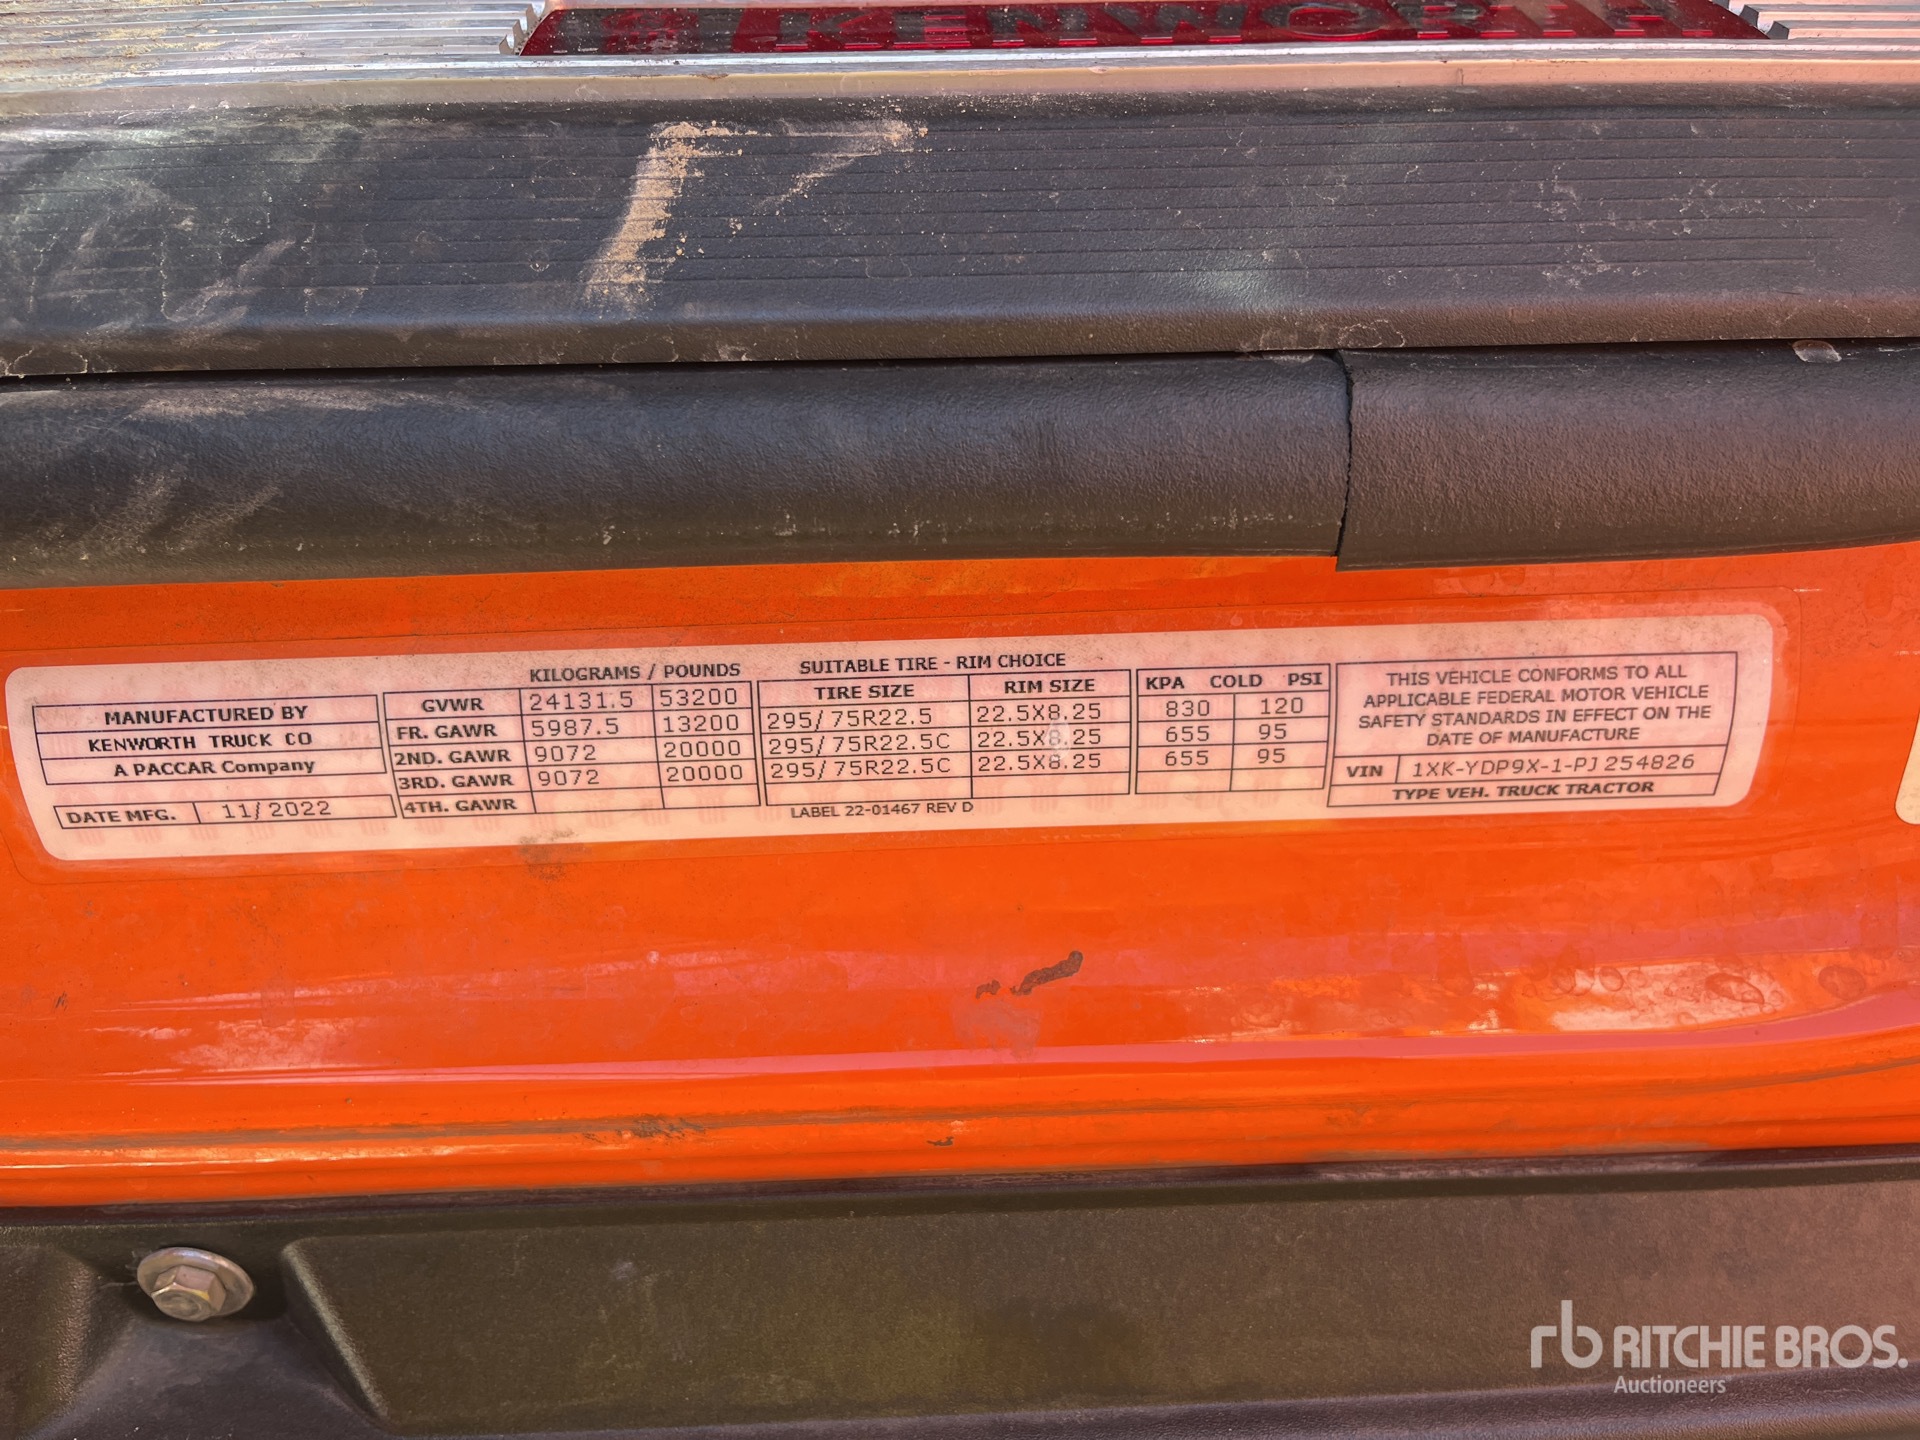 KENWORTH
KILOGRAMS / POUNDS
SUITABLE TIRE - RIM CHOICE
MANUFACTURED BY
KENWORTH TRUCK CO
A PACCAR Company
DATE MFG. 11/2022
GVWR 24131.5 53200
FR. GAWR 5987.5 13200
2ND. GAWR 9072 20000
3RD. GAWR 9072 20000
4TH. GAWR
TIRE SIZE RIM SIZE
295/75R22.5 22.5X8.25
295/75R22.5C 22.5X8.25
295/75R22.5C 22.5X8.25
LABEL 22-01467 REV D
KPA COLD PSI
830 120
655 95
655 95
THIS VEHICLE CONFORMS TO ALL
APPLICABLE FEDERAL MOTOR VEHICLE
SAFETY STANDARDS IN EFFECT ON THE
DATE OF MANUFACTURE
VIN 1XK-YDP9X-1-PJ254826
TYPE VEH. TRUCK TRACTOR
rb RITCHIE BROS.
Auctioneers